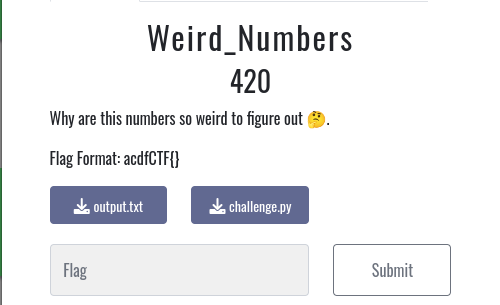 Weird_Numbers
420
Why are this numbers so weird to figure out 🤔.
Flag Format: acdfCTF{}
output.txt
challenge.py
Flag
Submit